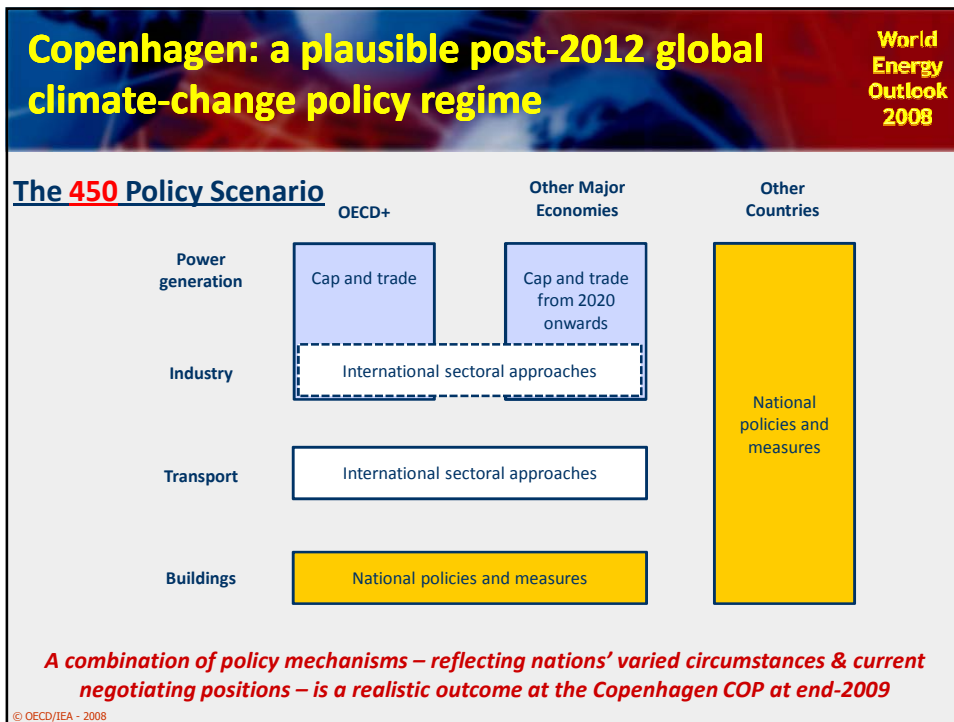 Copenhagen: a plausible post-2012 global
climate-change policy regime
World
Energy
Outlook
2008
The 450 Policy Scenario
OECD+
Other Major
Economies
Other
Countries
Power
generation
Cap and trade
Cap and trade
from 2020
onwards
Industry
International sectoral approaches
National
policies and
measures
Transport
International sectoral approaches
Buildings
National policies and measures
A combination of policy mechanisms – reflecting nations' varied circumstances & current
negotiating positions – is a realistic outcome at the Copenhagen COP at end-2009
© OECD/IEA - 2008